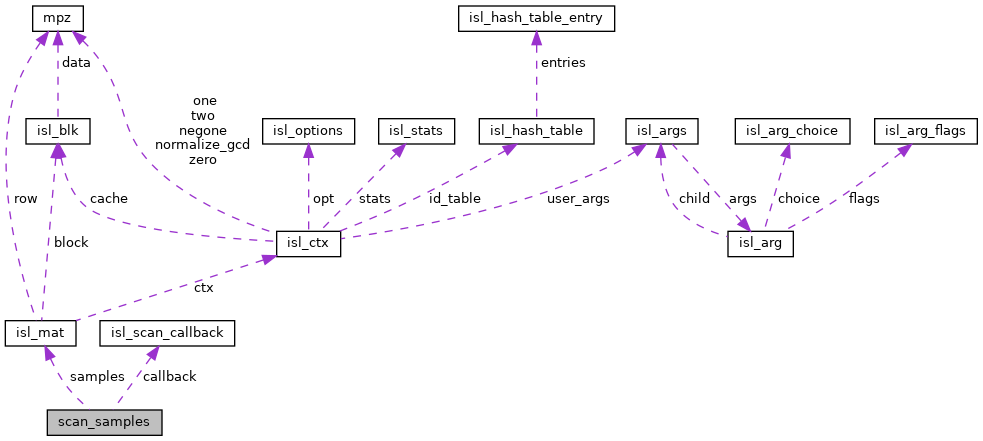 mpz
isl_hash_table_entry
data
entries
one
two
negone
normalize_gcd
zero
isl_blk
isl_options
isl_stats
isl_hash_table
isl_args
isl_arg_choice
isl_arg_flags
row
cache
opt
stats
id_table
user_args
child
args
choice
flags
block
isl_ctx
isl_arg
ctx
isl_mat
isl_scan_callback
samples
callback
scan_samples